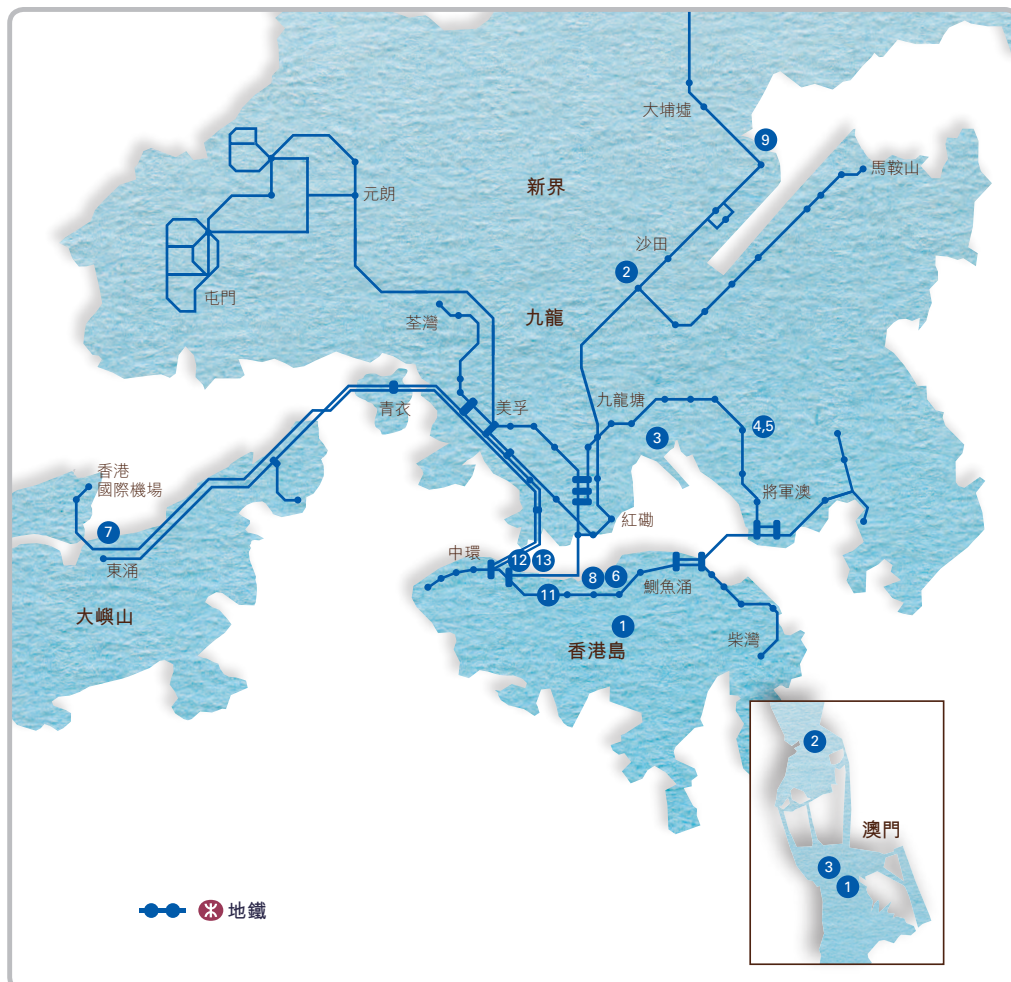 大埔墟
9
馬鞍山
新界
元朗
沙田
2
屯門
九龍
荃灣
青衣
美孚
九龍塘
3
4,5
香港
國際機場
將軍澳
7
紅磡
東涌
中環
12
13
8
6
鰂魚涌
11
大嶼山
1
香港島
柴灣
2
澳門
3
1
地鐵